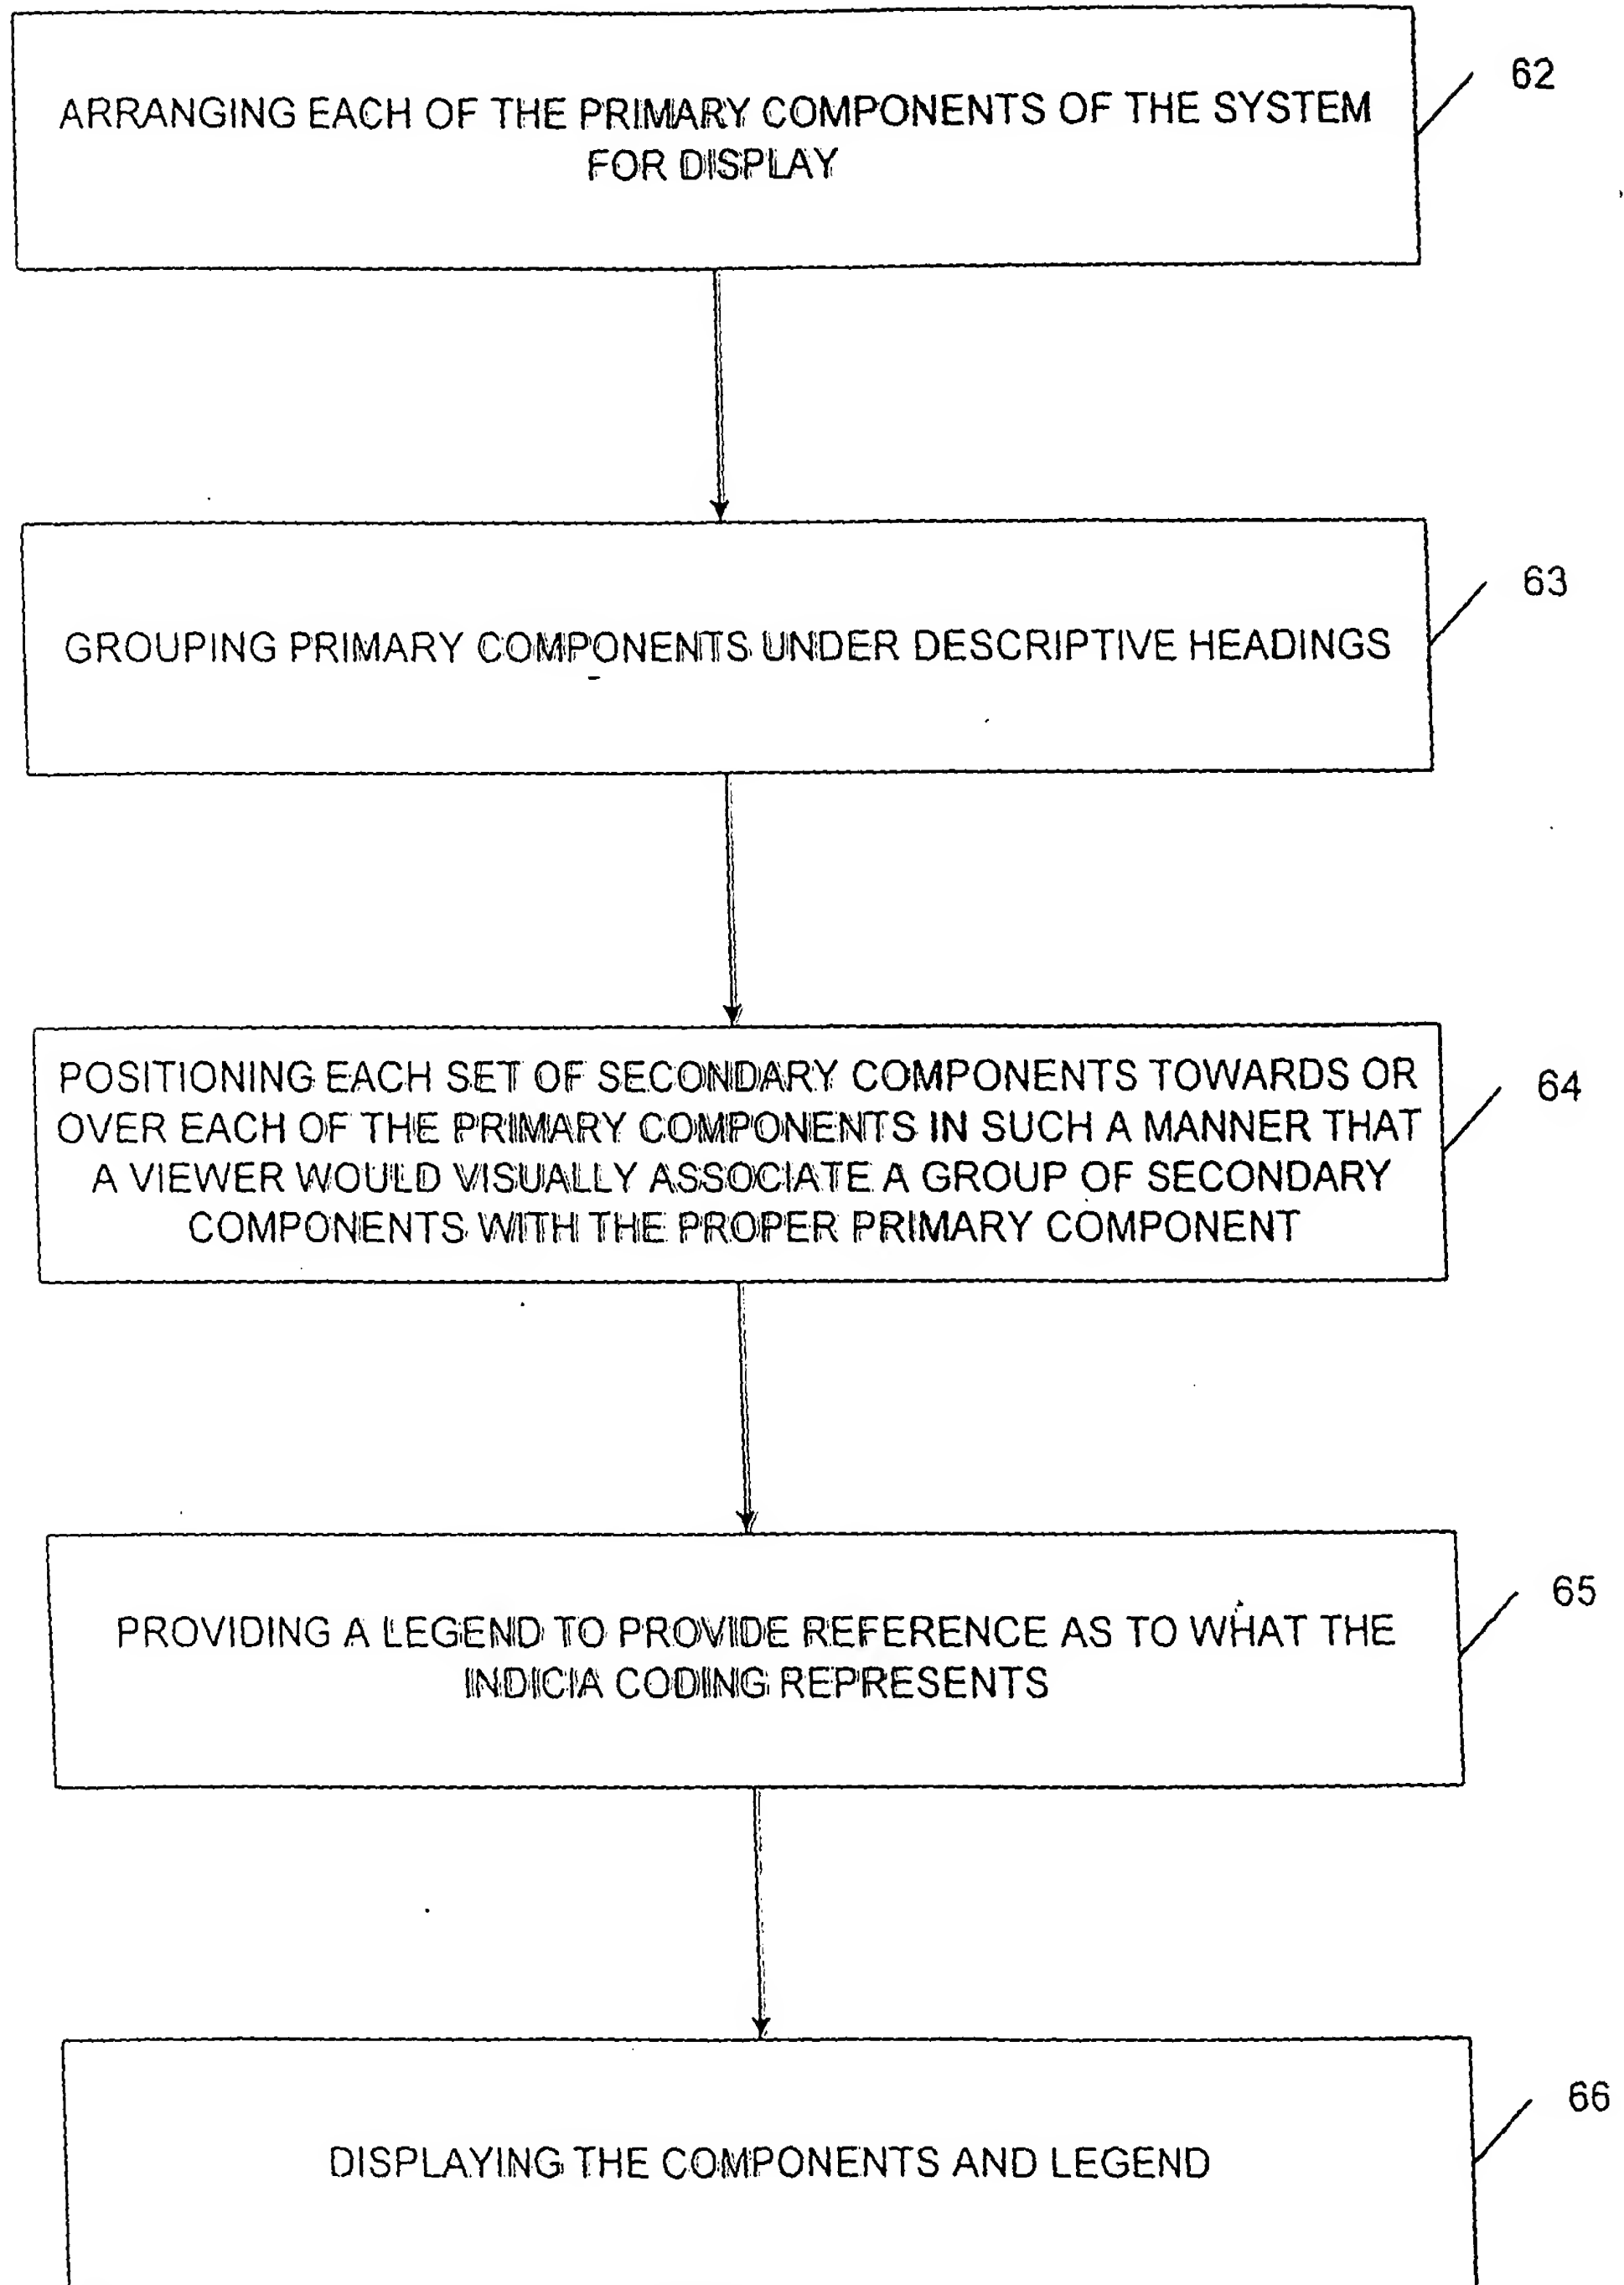 ARRANGING EACH OF THE PRIMARY COMPONENTS OF THE SYSTEM
FOR DISPLAY
62
GROUPING PRIMARY COMPONENTS UNDER DESCRIPTIVE HEADINGS
63
POSITIONING EACH SET OF SECONDARY COMPONENTS TOWARDS OR
OVER EACH OF THE PRIMARY COMPONENTS IN SUCH A MANNER THAT
A VIEWER WOULD VISUALLY ASSOCIATE A GROUP OF SECONDARY
COMPONENTS WITH THE PROPER PRIMARY COMPONENT
64
PROVIDING A LEGEND TO PROVIDE REFERENCE AS TO WHAT THE
INDICIA CODING REPRESENTS
65
DISPLAYING THE COMPONENTS AND LEGEND
66